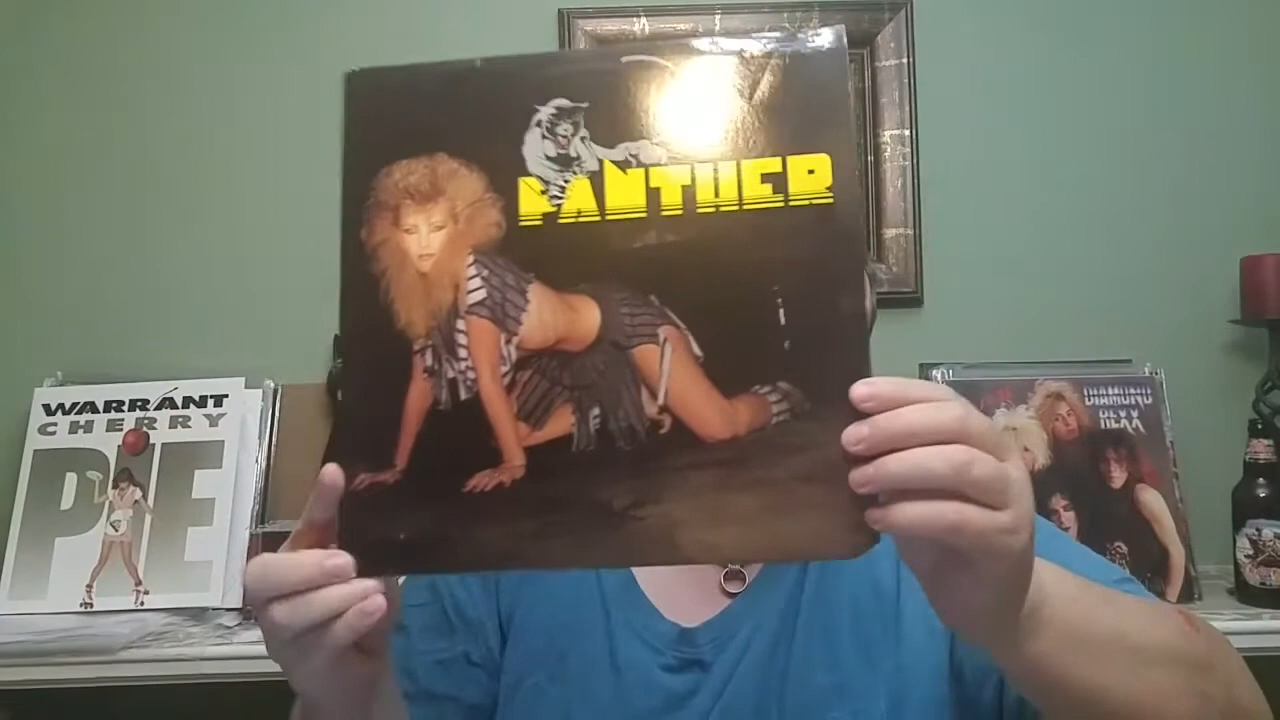 PANTHER
WARRANT
CHERRY
PIE
DIAMOND
REXX